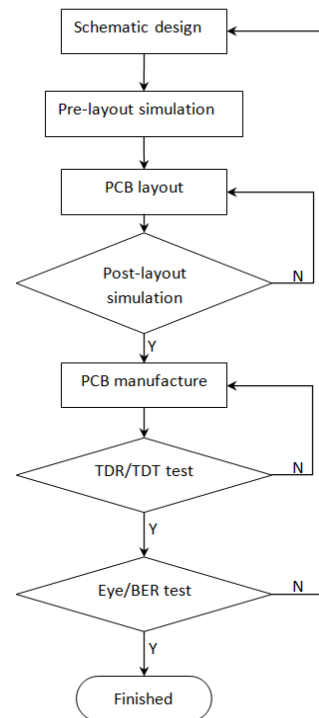 Schematic design
Pre-layout simulation
PCB layout
Post-layout
simulation
N
Y
PCB manufacture
TDR/TDT test
N
Y
Eye/BER test
N
Y
Finished